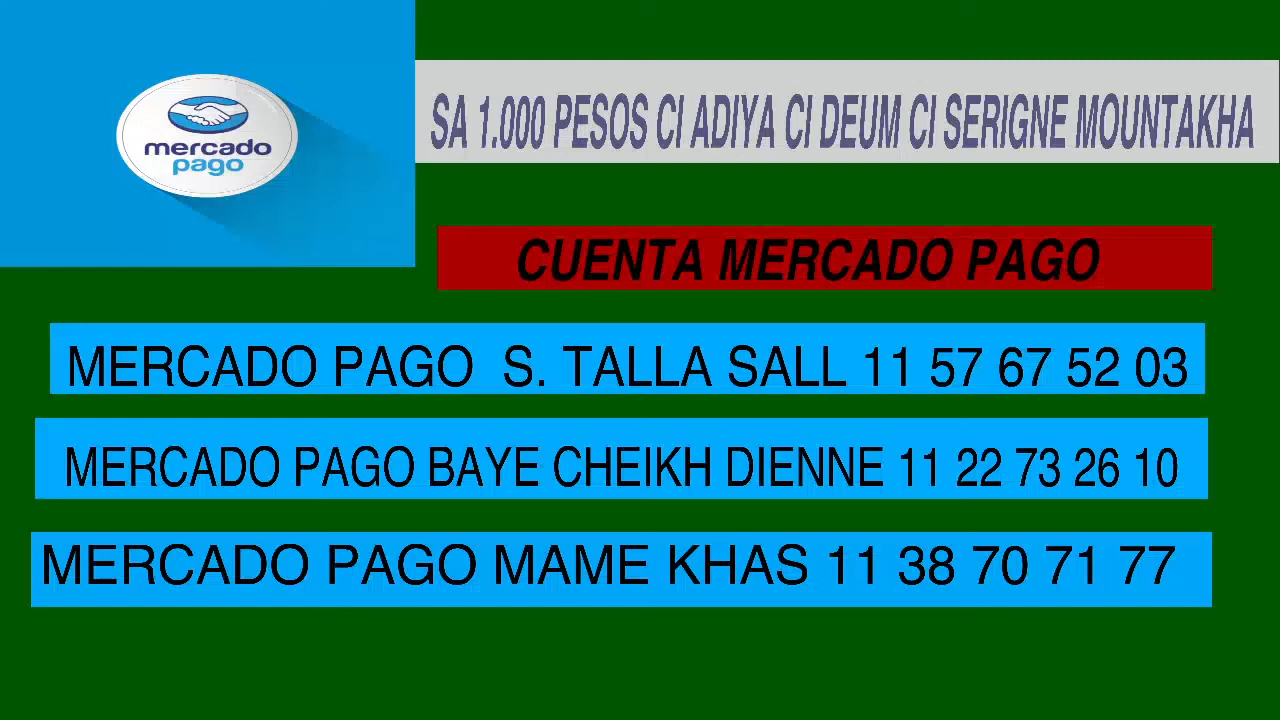 mercado
pago
SA 1.000 PESOS CI ADIYA CI DEUM CI SERIGNE MOUNTAKHA
CUENTA MERCADO PAGO
MERCADO PAGO S. TALLA SALL 11 57 67 52 03
MERCADO PAGO BAYE CHEIKH DIENNE 11 22 73 26 10
MERCADO PAGO MAME KHAS 11 38 70 71 77